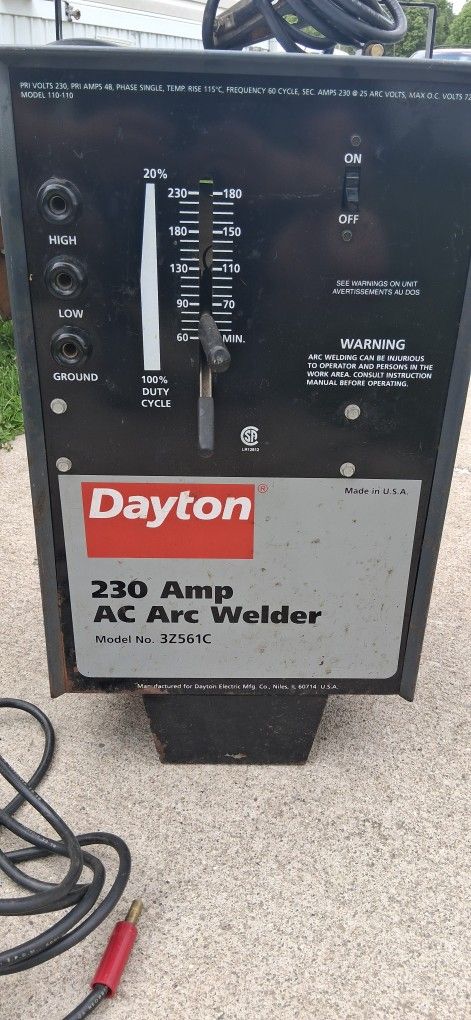 PRI VOLTS 230, PRI AMPS 48, PHASE SINGLE, TEMP. RISE 115°C, FREQUENCY 60 CYCLE, SEC. AMPS 230 @ 25 ARC VOLTS, MAX O.C. VOLTS
MODEL 110-110
20%
230 180
180 150
130 110
90 70
60 MIN.
100%
DUTY
CYCLE
HIGH
LOW
GROUND
ON
OFF
SEE WARNINGS ON UNIT
AVERTISSEMENTS AU DOS
WARNING
ARC WELDING CAN BE INJURIOUS
TO OPERATOR AND PERSONS IN THE
WORK AREA. CONSULT INSTRUCTION
MANUAL BEFORE OPERATING.
Dayton®
Made in U.S.A.
230 Amp
AC Arc Welder
Model No. 3Z561C
Manufactured for Dayton Electric Mfg. Co., Niles, IL 60714 U.S.A.